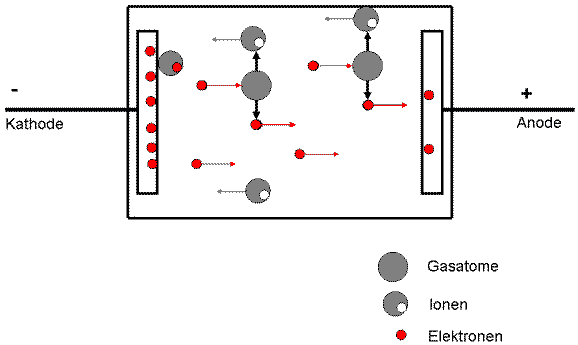 -
+
Kathode
Anode
Gasatome
Ionen
Elektronen